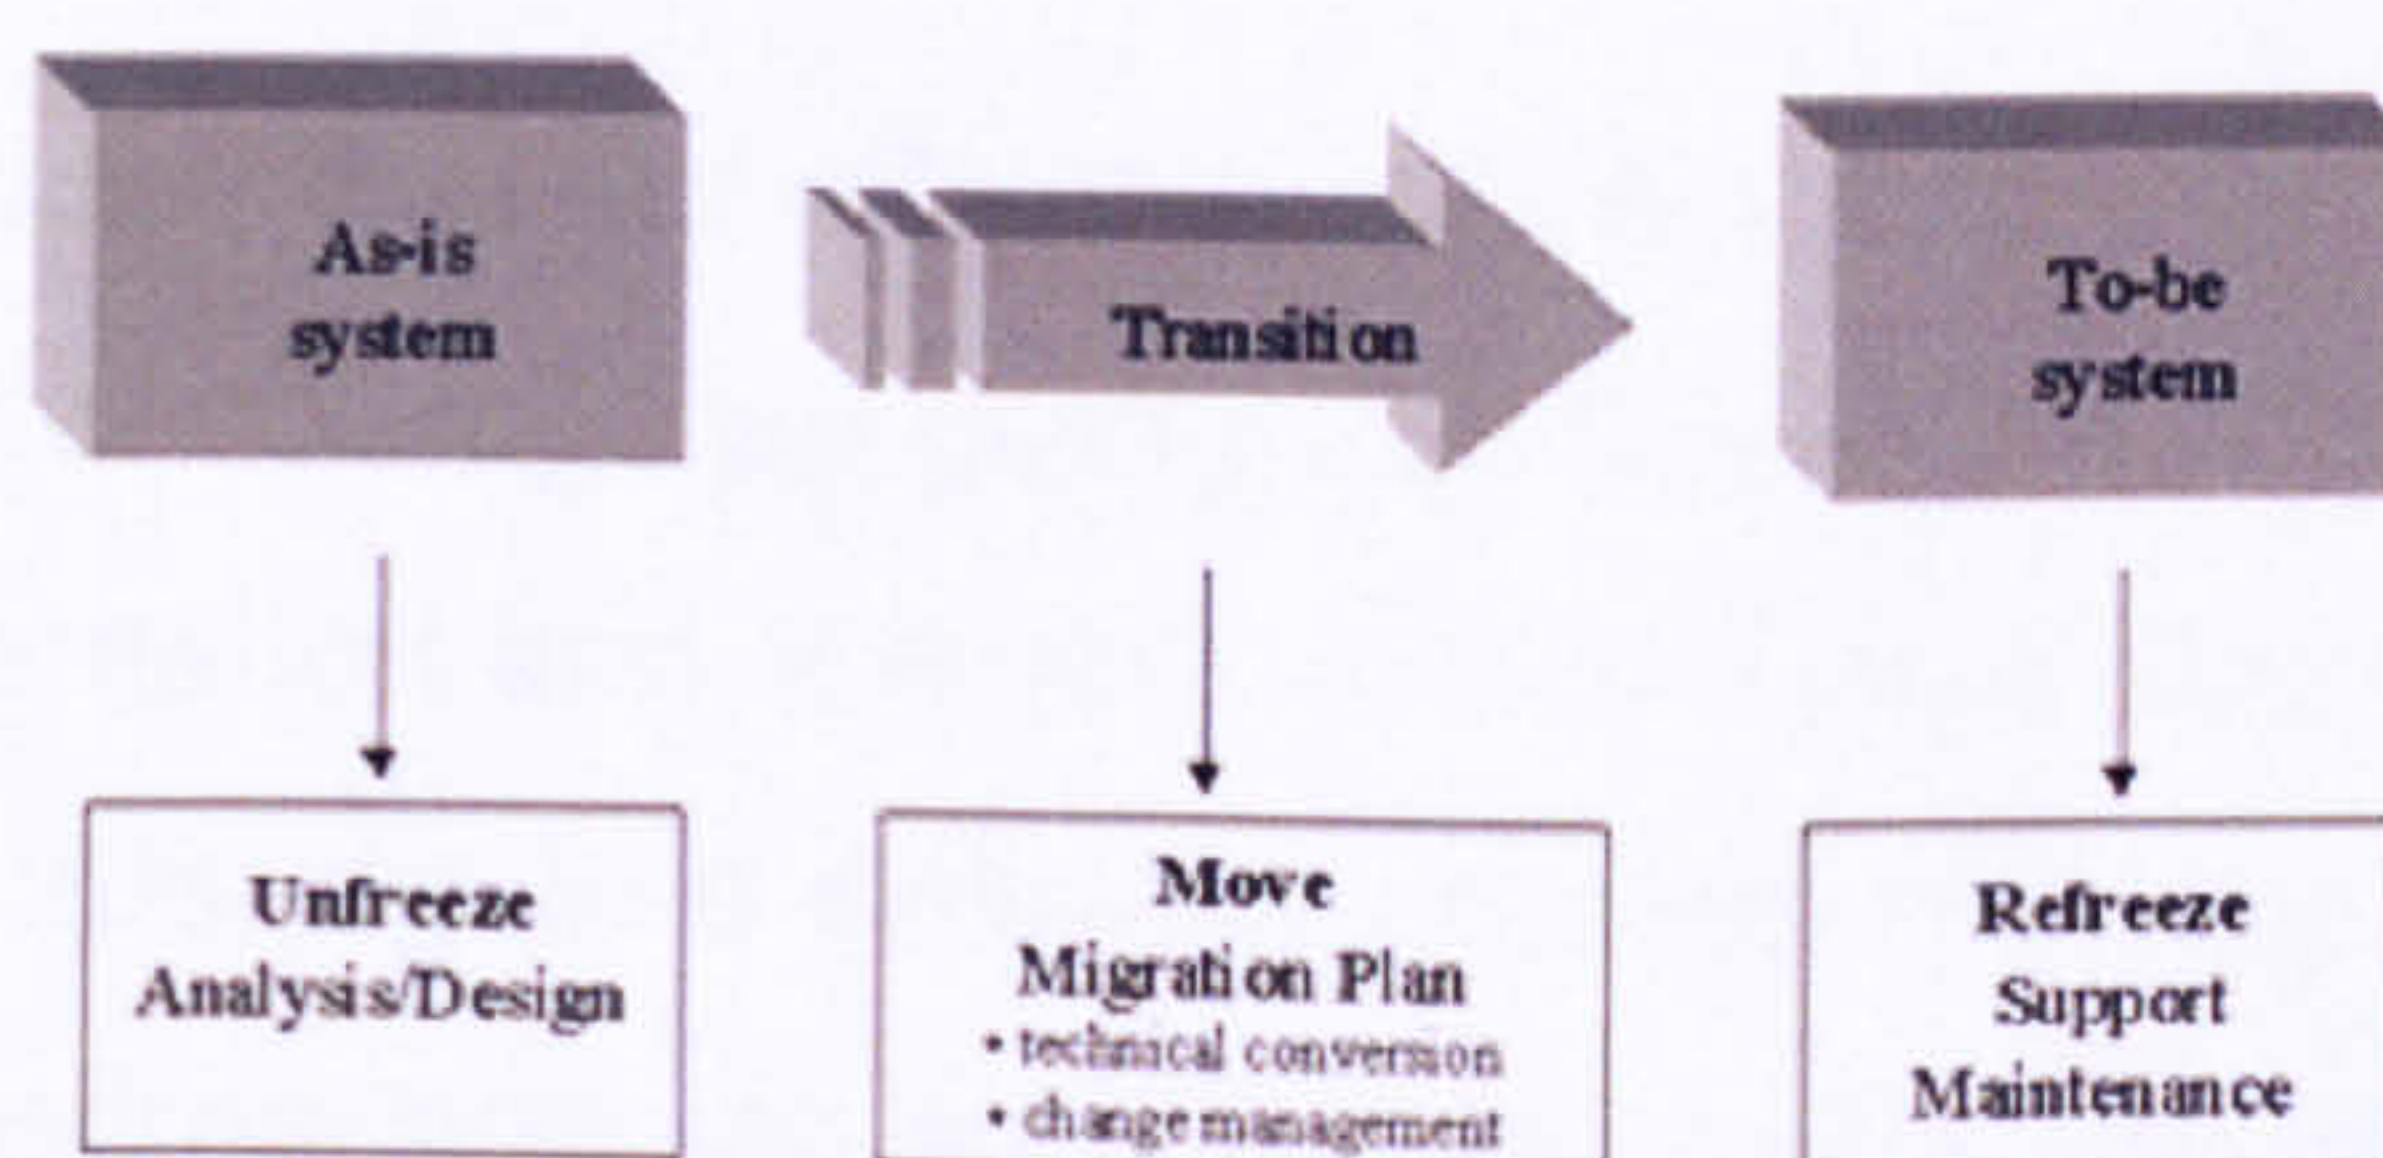 As-is
system
Transition
To-be
system
Unfreeze
Analysis/Design
Move
Migration Plan
• technical conversion
• change management
Refreeze
Support
Maintenance